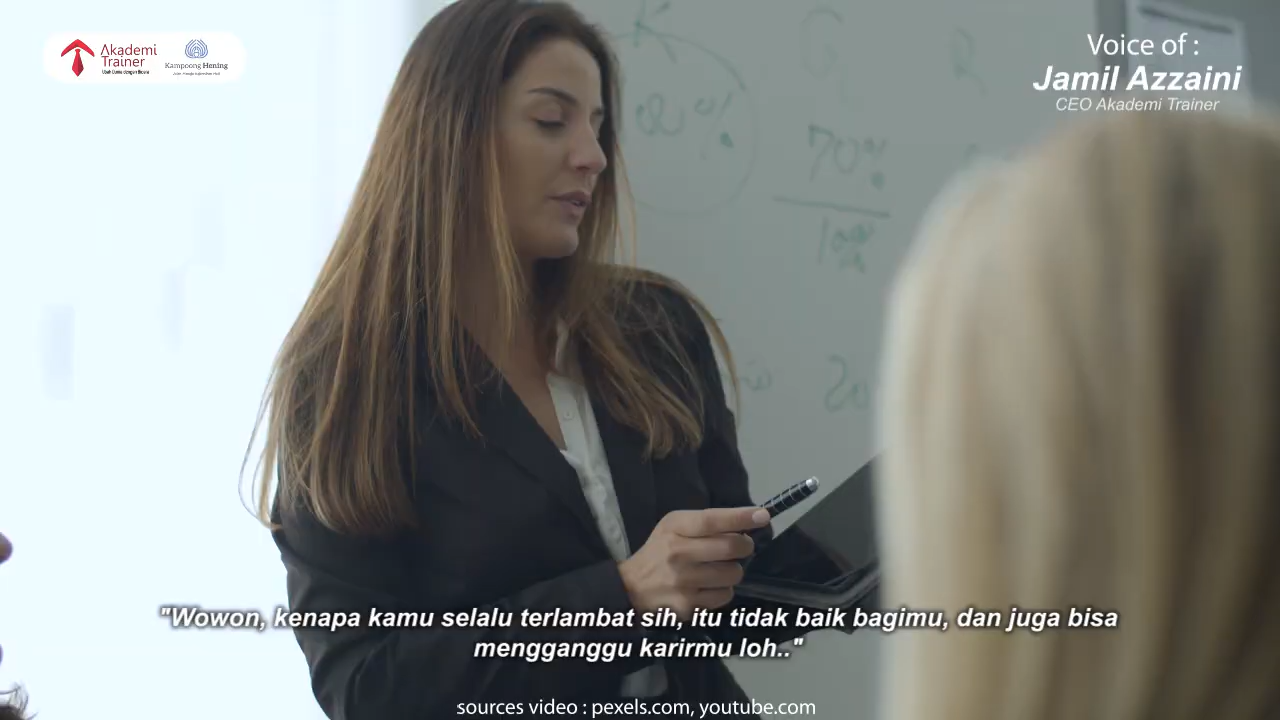 Akademi
Trainer
Kampoong Hening
Voice of :
Jamil Azzaini
CEO Akademi Trainer
K
70%
"Wowon, kenapa kamu selalu terlambat sih, itu tidak baik bagimu, dan juga bisa
mengganggu karirmu loh.."
sources video : pexels.com, youtube.com